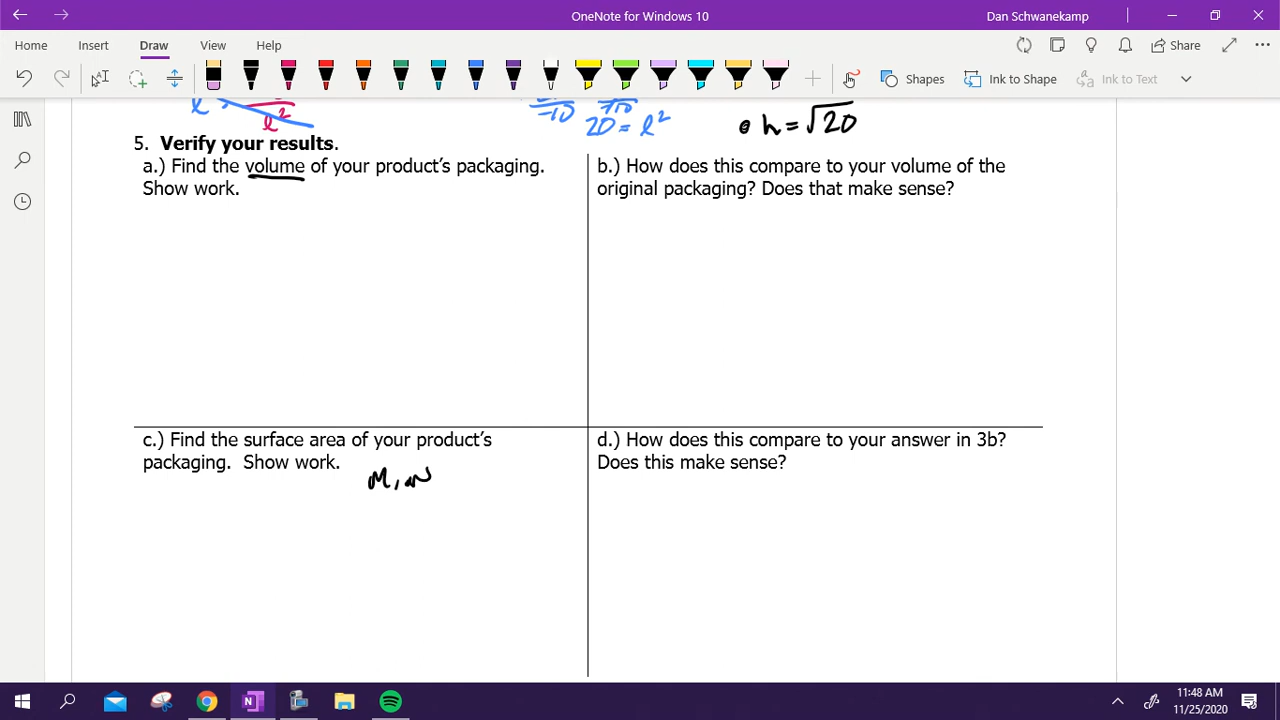 OneNote for Windows 10
Dan Schwanekamp
Home Insert Draw View Help
Share
Shapes
Ink to Shape
Ink to Text
l
l²
-10
-10
20 = l²
h = √20
5. Verify your results.
a.) Find the volume of your product's packaging.
Show work.
b.) How does this compare to your volume of the
original packaging? Does that make sense?
c.) Find the surface area of your product's
packaging. Show work.
d.) How does this compare to your answer in 3b?
Does this make sense?
11:48 AM
11/25/2020